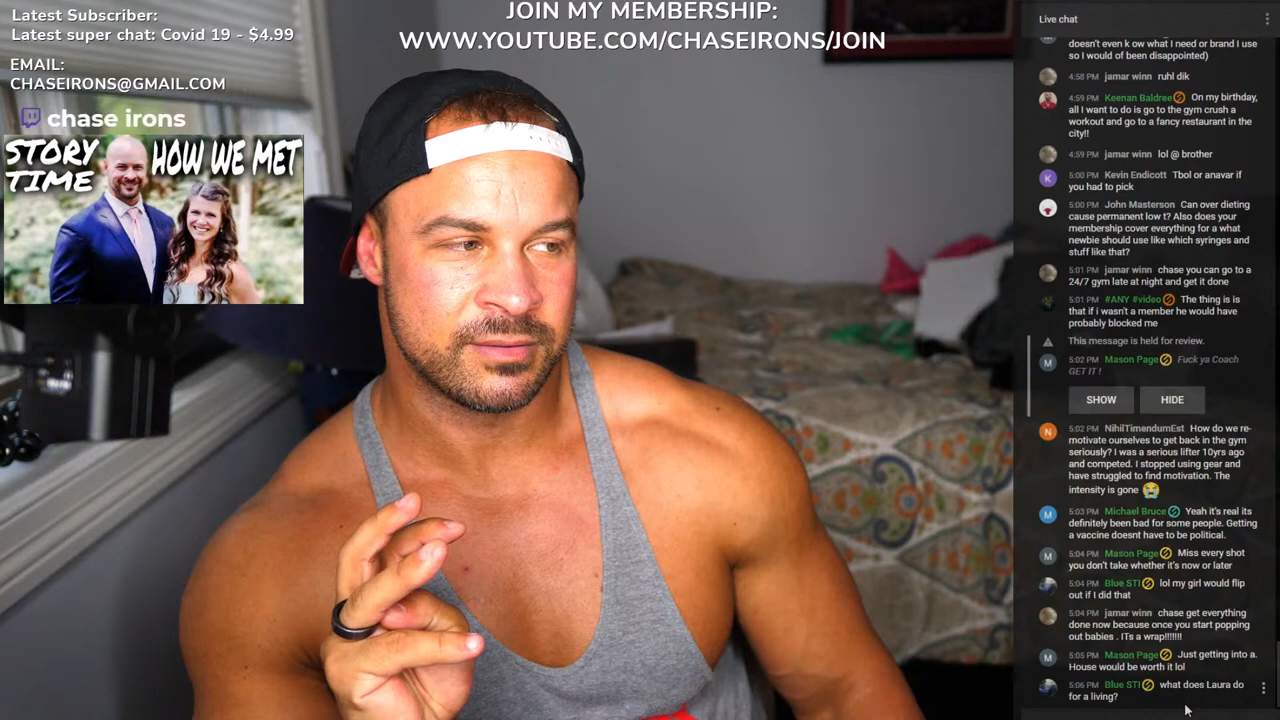 Latest Subscriber:
Latest super chat: Covid 19 - $4.99
EMAIL:
CHASEIRONS@GMAIL.COM
chase irons
STORY TIME
HOW WE MET
JOIN MY MEMBERSHIP:
WWW.YOUTUBE.COM/CHASEIRONS/JOIN
Live chat
doesn't even k ow what I need or brand I use
so I would of been disappointed)
4:58 PM jamar winn ruhl dik
4:59 PM Keenan Baldree On my birthday,
all I want to do is go to the gym crush a
workout and go to a fancy restaurant in the
city!!
4:59 PM jamar winn lol @ brother
5:00 PM Kevin Endicott Tbol or anavar if
you had to pick
5:00 PM John Masterson Can over dieting
cause permanent low t? Also does your
membership cover everything for a what
newbie should use like which syringes and
stuff like that?
5:01 PM jamar winn chase you can go to a
24/7 gym late at night and get it done
5:01 PM #ANY #video The thing is is
that if i wasn't a member he would have
probably blocked me
This message is held for review.
5:02 PM Mason Page Fuck ya Coach
GET IT !
SHOW HIDE
5:02 PM NihilTimendumEst How do we re-
motivate ourselves to get back in the gym
seriously? I was a serious lifter 10yrs ago
and competed. I stopped using gear and
have struggled to find motivation. The
intensity is gone 😭
5:03 PM Michael Bruce Yeah it's real its
definitely been bad for some people. Getting
a vaccine doesnt have to be political.
5:04 PM Mason Page Miss every shot
you don't take whether it's now or later
5:04 PM Blue STI lol my girl would flip
out if I did that
5:04 PM jamar winn chase get everything
done now because once you start popping
out babies . ITs a wrap!!!!!!!
5:05 PM Mason Page Just getting into a.
House would be worth it lol
5:06 PM Blue STI what does Laura do
for a living?